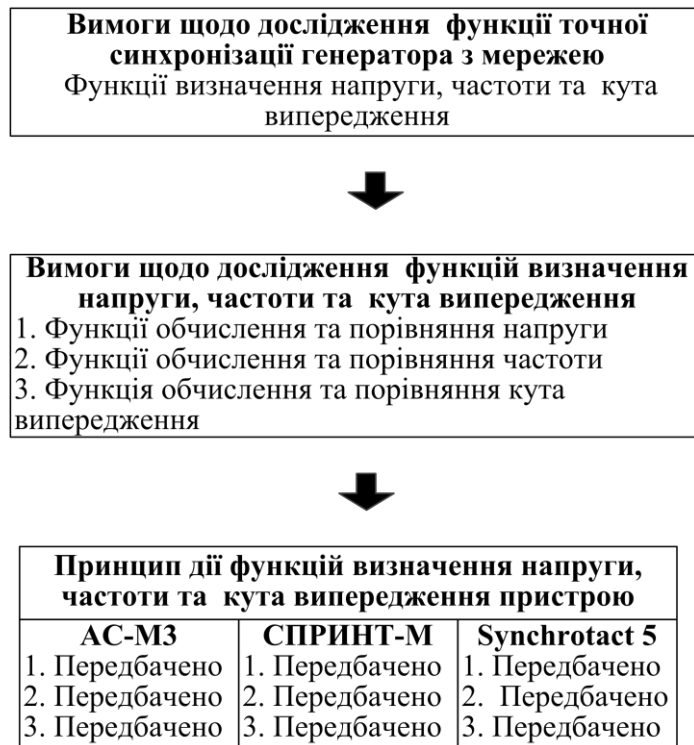 Вимоги щодо дослідження функції точної
синхронізації генератора з мережею
Функції визначення напруги, частоти та кута
випередження
Вимоги щодо дослідження функцій визначення
напруги, частоти та кута випередження
1. Функції обчислення та порівняння напруги
2. Функції обчислення та порівняння частоти
3. Функція обчислення та порівняння кута
випередження
Принцип дії функцій визначення напруги,
частоти та кута випередження пристрою
АС-М3
1. Передбачено
2. Передбачено
3. Передбачено
СПРИНТ-М
1. Передбачено
2. Передбачено
3. Передбачено
Synchrotact 5
1. Передбачено
2. Передбачено
3. Передбачено